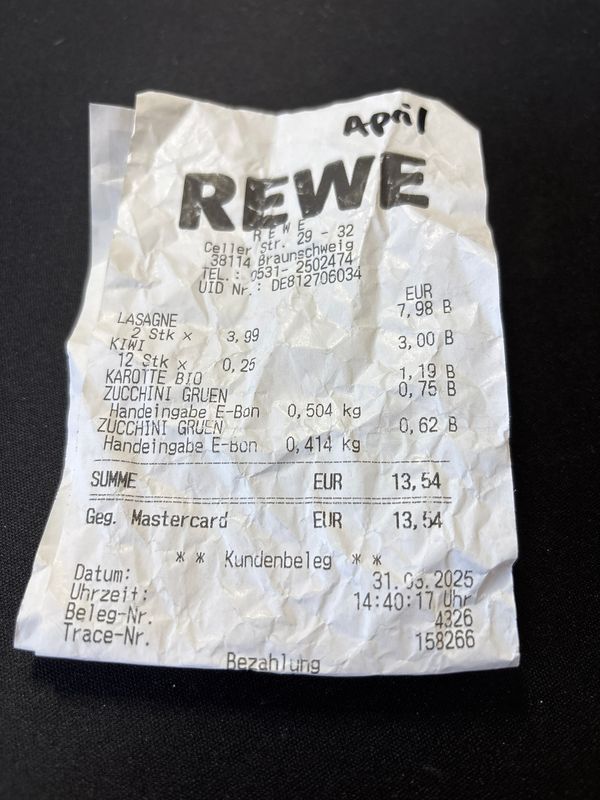 April
REWE
R E W E
Celler Str. 29 - 32
38114 Braunschweig
TEL.: 0531- 2502474
UID Nr.: DE812706034
EUR
LASAGNE 7,98 B
2 Stk x 3,99
KIWI 3,00 B
12 Stk x 0,25
KAROTTE BIO 1,19 B
ZUCCHINI GRUEN 0,75 B
Handeingabe E-Bon 0,504 kg
ZUCCHINI GRUEN 0,62 B
Handeingabe E-Bon 0,414 kg
SUMME EUR 13,54
Geg. Mastercard EUR 13,54
* * Kundenbeleg * *
Datum: 31.03.2025
Uhrzeit: 14:40:17 Uhr
Beleg-Nr. 4326
Trace-Nr. 158266
Bezahlung